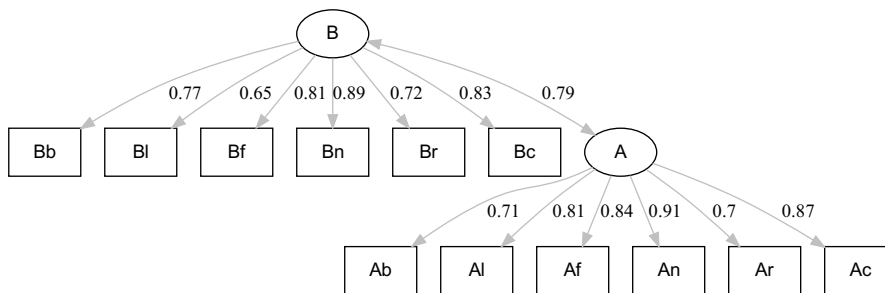 B
0.77 0.65 0.81 0.89 0.72 0.83 0.79
Bb Bl Bf Bn Br Bc A
0.71 0.81 0.84 0.91 0.7 0.87
Ab Al Af An Ar Ac